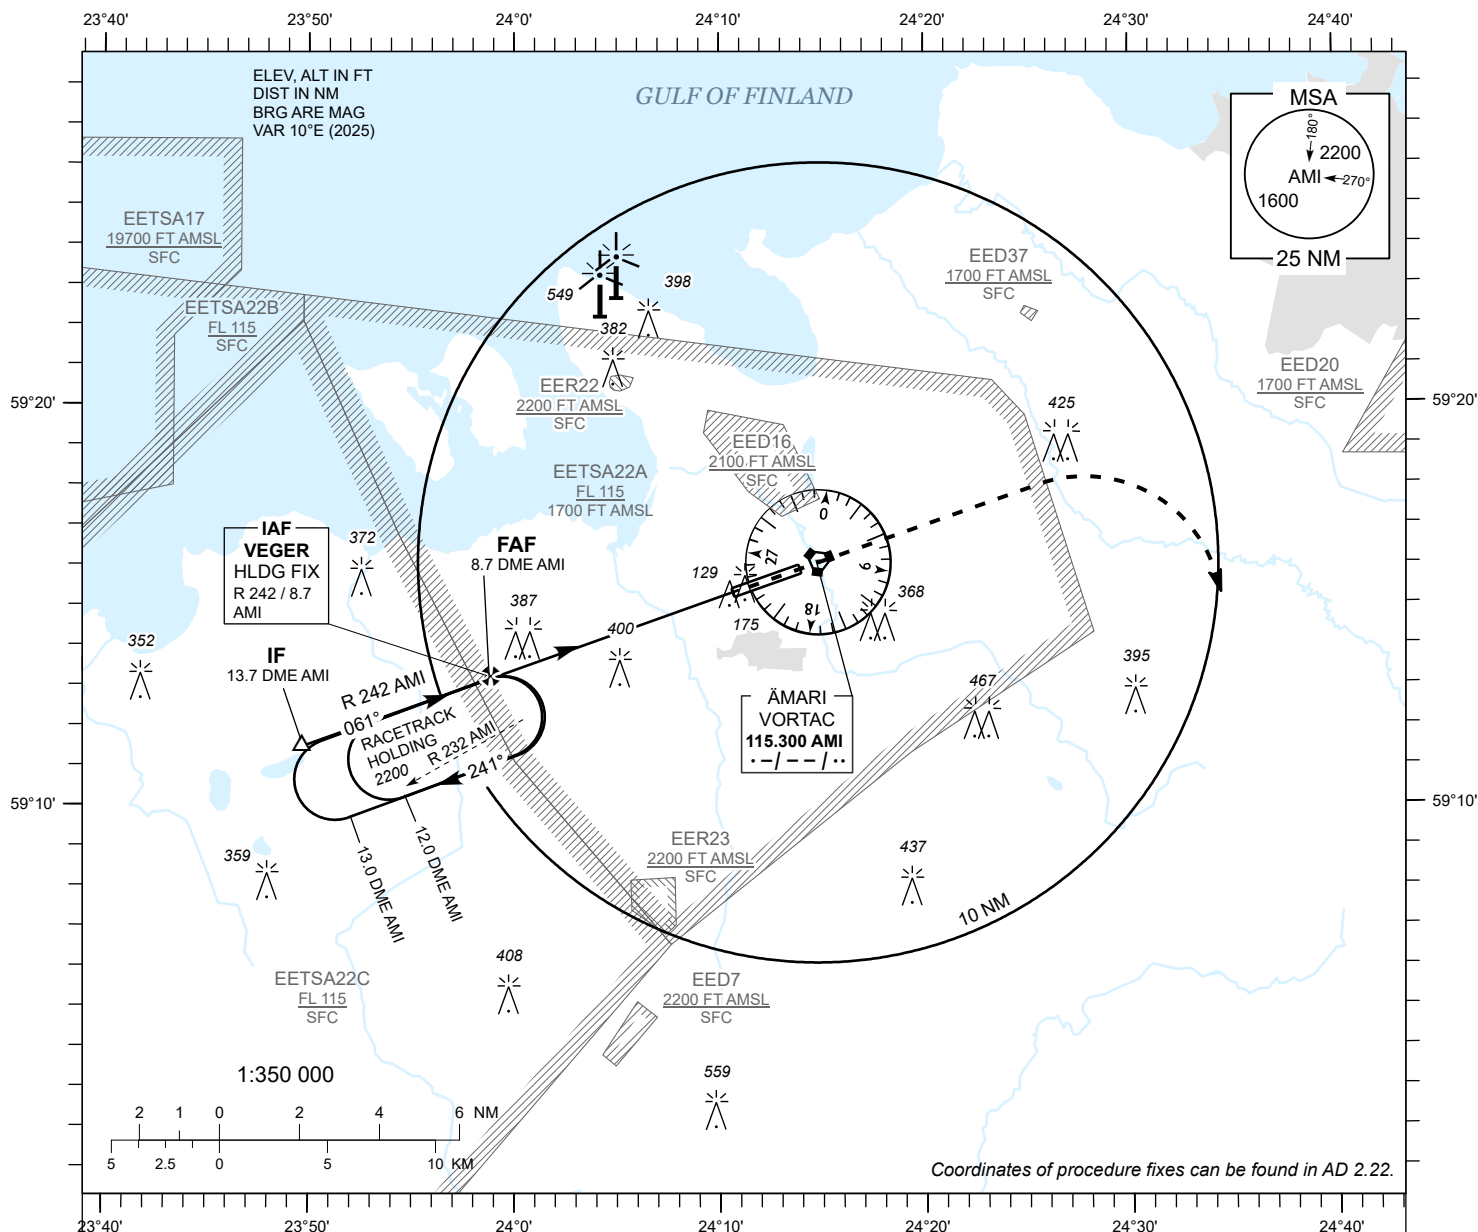 23°40'
23°50'
24°0'
24°10'
24°20'
24°30'
24°40'
ELEV, ALT IN FT
DIST IN NM
BRG ARE MAG
VAR 10°E (2025)
GULF OF FINLAND
MSA
180°
2200
AMI
270°
1600
25 NM
EETSA17
19700 FT AMSL
SFC
EETSA22B
FL 115
SFC
549
398
382
EED37
1700 FT AMSL
SFC
EED20
1700 FT AMSL
SFC
59°20'
59°20'
EER22
2200 FT AMSL
SFC
425
EED16
2100 FT AMSL
SFC
EETSA22A
FL 115
1700 FT AMSL
0
27
9
18
IAF
VEGER
HLDG FIX
R 242 / 8.7
AMI
372
FAF
8.7 DME AMI
129
175
368
387
400
352
IF
13.7 DME AMI
395
467
R 242 AMI
061°
RACETRACK
HOLDING
2200
R 232 AMI
241°
ÄMARI
VORTAC
115.300 AMI
· – / – – / · ·
59°10'
59°10'
13.0 DME AMI
12.0 DME AMI
EER23
2200 FT AMSL
SFC
359
437
10 NM
408
EETSA22C
FL 115
SFC
EED7
2200 FT AMSL
SFC
559
1:350 000
2 1 0 2 4 6 NM
5 2.5 0 5 10 KM
Coordinates of procedure fixes can be found in AD 2.22.
23°40'
23°50'
24°0'
24°10'
24°20'
24°30'
24°40'